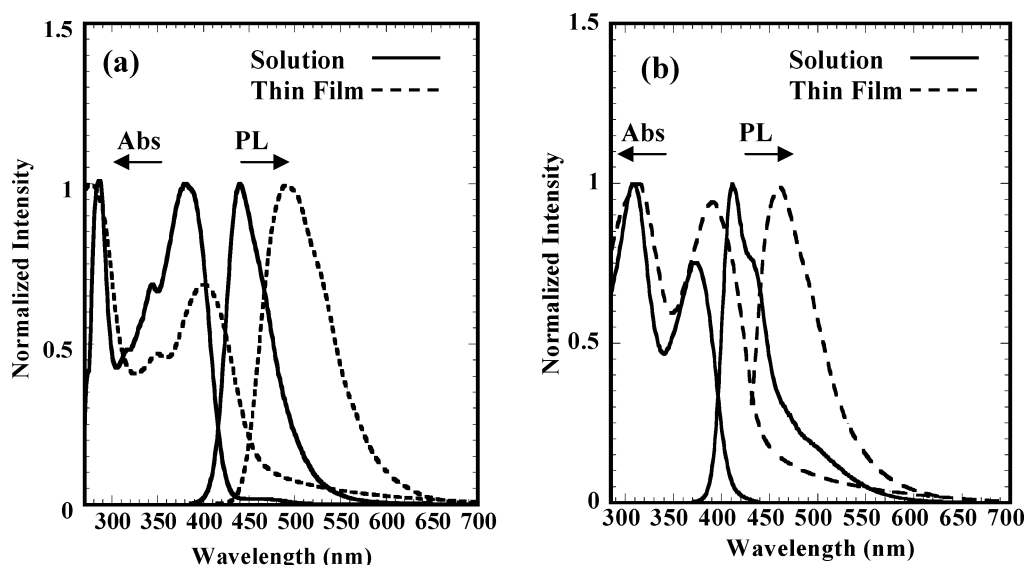 1.5
(a)
Solution
Thin Film
Abs
PL
1
Normalized Intensity
0.5
0
300 350 400 450 500 550 600 650 700
Wavelength (nm)
1.5
(b)
Solution
Thin Film
Abs
PL
1
Normalized Intensity
0.5
0
300 350 400 450 500 550 600 650 700
Wavelength (nm)